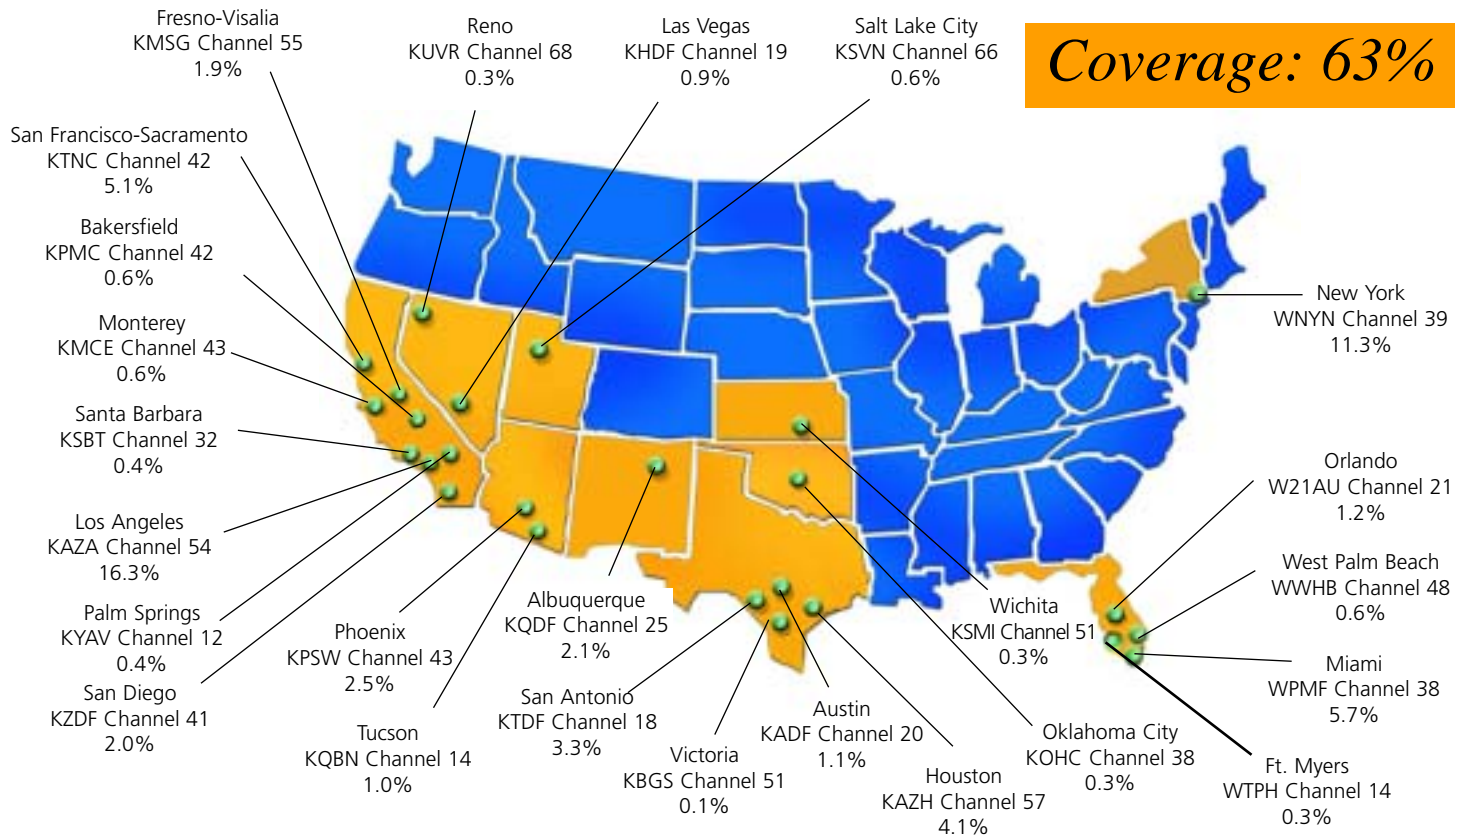 Fresno-Visalia
KMSG Channel 55
1.9%
Reno
KUVR Channel 68
0.3%
Las Vegas
KHDF Channel 19
0.9%
Salt Lake City
KSVN Channel 66
0.6%
Coverage: 63%
San Francisco-Sacramento
KTNC Channel 42
5.1%
Bakersfield
KPMC Channel 42
0.6%
Monterey
KMCE Channel 43
0.6%
Santa Barbara
KSBT Channel 32
0.4%
Los Angeles
KAZA Channel 54
16.3%
Palm Springs
KYAV Channel 12
0.4%
San Diego
KZDF Channel 41
2.0%
Phoenix
KPSW Channel 43
2.5%
Tucson
KQBN Channel 14
1.0%
Albuquerque
KQDF Channel 25
2.1%
San Antonio
KTDF Channel 18
3.3%
Victoria
KBGS Channel 51
0.1%
Austin
KADF Channel 20
1.1%
Houston
KAZH Channel 57
4.1%
Wichita
KSMI Channel 51
0.3%
Oklahoma City
KOHC Channel 38
0.3%
New York
WNYN Channel 39
11.3%
Orlando
W21AU Channel 21
1.2%
West Palm Beach
WWHB Channel 48
0.6%
Miami
WPMF Channel 38
5.7%
Ft. Myers
WTPH Channel 14
0.3%